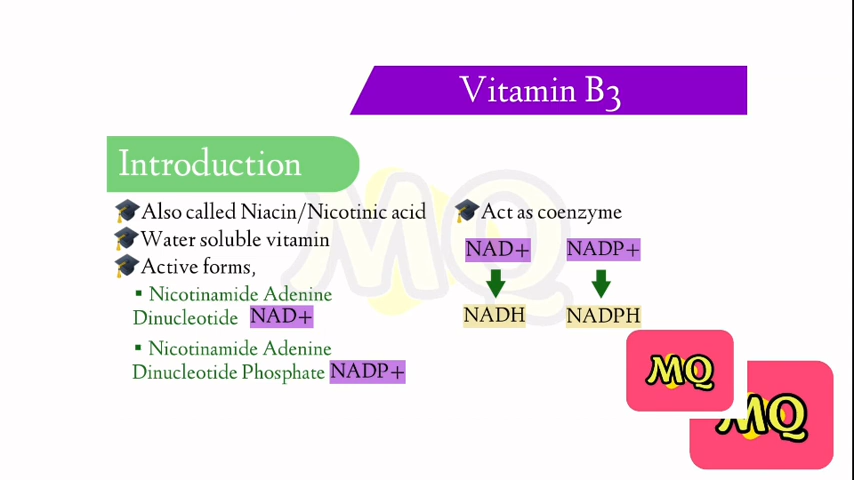 Vitamin B3
Introduction
Also called Niacin/Nicotinic acid
Water soluble vitamin
Active forms,
▪ Nicotinamide Adenine
Dinucleotide NAD+
▪ Nicotinamide Adenine
Dinucleotide Phosphate NADP+
Act as coenzyme
NAD+ NADP+
NADH NADPH
MQ
MQ
MQ